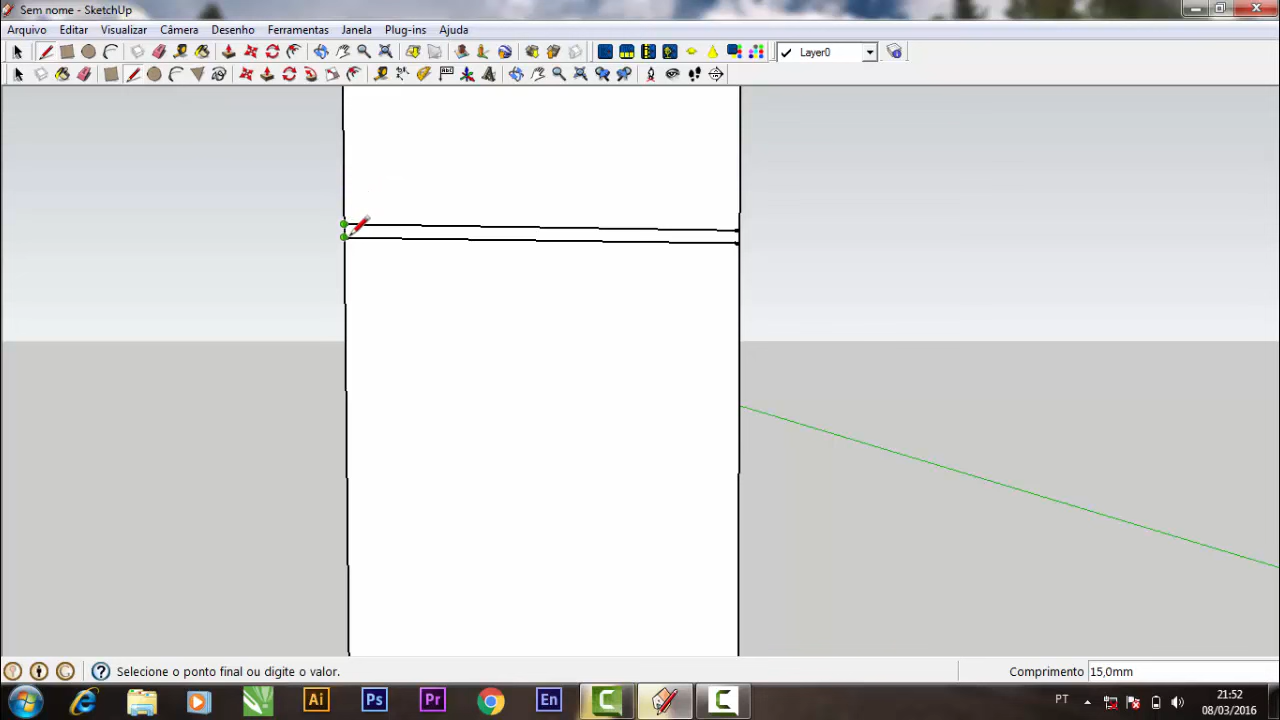 Sem nome - SketchUp
Arquivo Editar Visualizar Câmera Desenho Ferramentas Janela Plug-ins Ajuda
Layer0
ABC
Selecione o ponto final ou digite o valor. Comprimento 15,0mm
Ai Ps Pr En PT 21:52
08/03/2016